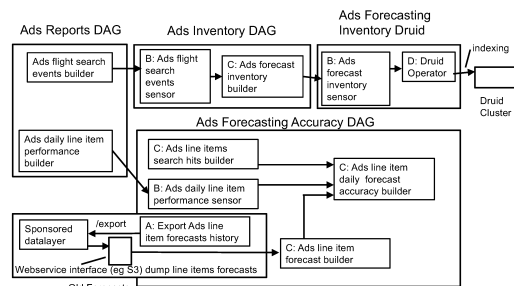 Ads Reports DAG
Ads Inventory DAG
Ads Forecasting
Inventory Druid
Ads flight search
events builder
B: Ads flight
search
events
sensor
C: Ads forecast
inventory
builder
B: Ads
forecast
inventory
sensor
D: Druid
Operator
indexing
Druid
Cluster
Ads daily line item
performance
builder
Ads Forecasting Accuracy DAG
C: Ads line items
search hits builder
B: Ads daily line item
performance sensor
C: Ads line item
daily forecast
accuracy builder
Sponsored
datalayer
/export
A: Export Ads line
item forecasts history
C: Ads line item
forecast builder
Webservice interface (eg S3) dump line items forecasts